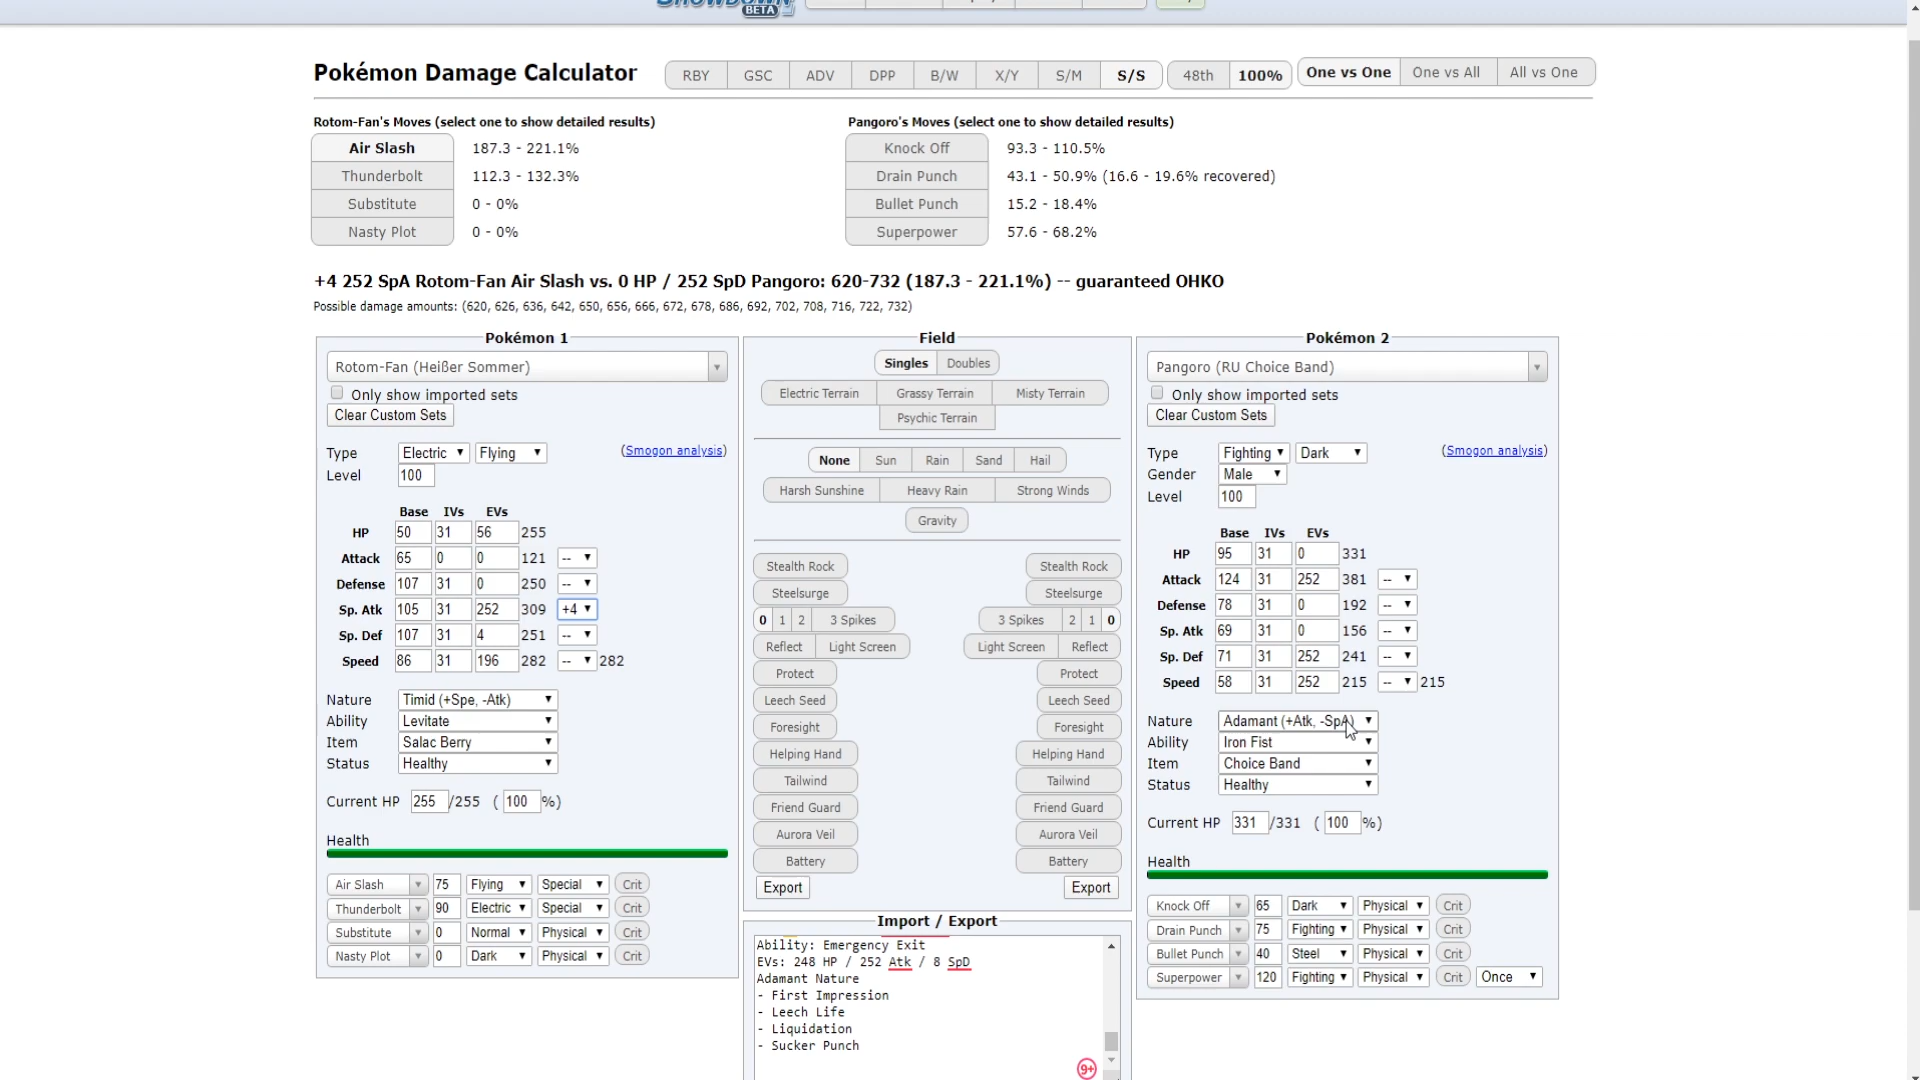 SHOWDOWN
BETA
Pokémon Damage Calculator
RBY GSC ADV DPP B/W X/Y S/M S/S 48th 100% One vs One One vs All All vs One
Rotom-Fan's Moves (select one to show detailed results) Pangoro's Moves (select one to show detailed results)
Air Slash 187.3 - 221.1% Knock Off 93.3 - 110.5%
Thunderbolt 112.3 - 132.3% Drain Punch 43.1 - 50.9% (16.6 - 19.6% recovered)
Substitute 0 - 0% Bullet Punch 15.2 - 18.4%
Nasty Plot 0 - 0% Superpower 57.6 - 68.2%
+4 252 SpA Rotom-Fan Air Slash vs. 0 HP / 252 SpD Pangoro: 620-732 (187.3 - 221.1%) -- guaranteed OHKO
Possible damage amounts: (620, 626, 636, 642, 650, 656, 666, 672, 678, 686, 692, 702, 708, 716, 722, 732)
Pokémon 1
Rotom-Fan (Heißer Sommer)
Only show imported sets
Clear Custom Sets
Type Electric Flying (Smogon analysis)
Level 100
Base IVs EVs
HP 50 31 56 255
Attack 65 0 0 121 --
Defense 107 31 0 250 --
Sp. Atk 105 31 252 309 +4
Sp. Def 107 31 4 251 --
Speed 86 31 196 282 -- 282
Nature Timid (+Spe, -Atk)
Ability Levitate
Item Salac Berry
Status Healthy
Current HP 255 /255 ( 100 %)
Health
Air Slash 75 Flying Special Crit
Thunderbolt 90 Electric Special Crit
Substitute 0 Normal Physical Crit
Nasty Plot 0 Dark Physical Crit
Field
Singles Doubles
Electric Terrain Grassy Terrain Misty Terrain
Psychic Terrain
None Sun Rain Sand Hail
Harsh Sunshine Heavy Rain Strong Winds
Gravity
Stealth Rock Stealth Rock
Steelsurge Steelsurge
0 1 2 3 Spikes 3 Spikes 2 1 0
Reflect Light Screen Light Screen Reflect
Protect Protect
Leech Seed Leech Seed
Foresight Foresight
Helping Hand Helping Hand
Tailwind Tailwind
Friend Guard Friend Guard
Aurora Veil Aurora Veil
Battery Battery
Export Export
Import / Export
Ability: Emergency Exit
EVs: 248 HP / 252 Atk / 8 SpD
Adamant Nature
- First Impression
- Leech Life
- Liquidation
- Sucker Punch
9+
Pokémon 2
Pangoro (RU Choice Band)
Only show imported sets
Clear Custom Sets
Type Fighting Dark (Smogon analysis)
Gender Male
Level 100
Base IVs EVs
HP 95 31 0 331
Attack 124 31 252 381 --
Defense 78 31 0 192 --
Sp. Atk 69 31 0 156 --
Sp. Def 71 31 252 241 --
Speed 58 31 252 215 -- 215
Nature Adamant (+Atk, -SpA)
Ability Iron Fist
Item Choice Band
Status Healthy
Current HP 331 /331 ( 100 %)
Health
Knock Off 65 Dark Physical Crit
Drain Punch 75 Fighting Physical Crit
Bullet Punch 40 Steel Physical Crit
Superpower 120 Fighting Physical Crit Once